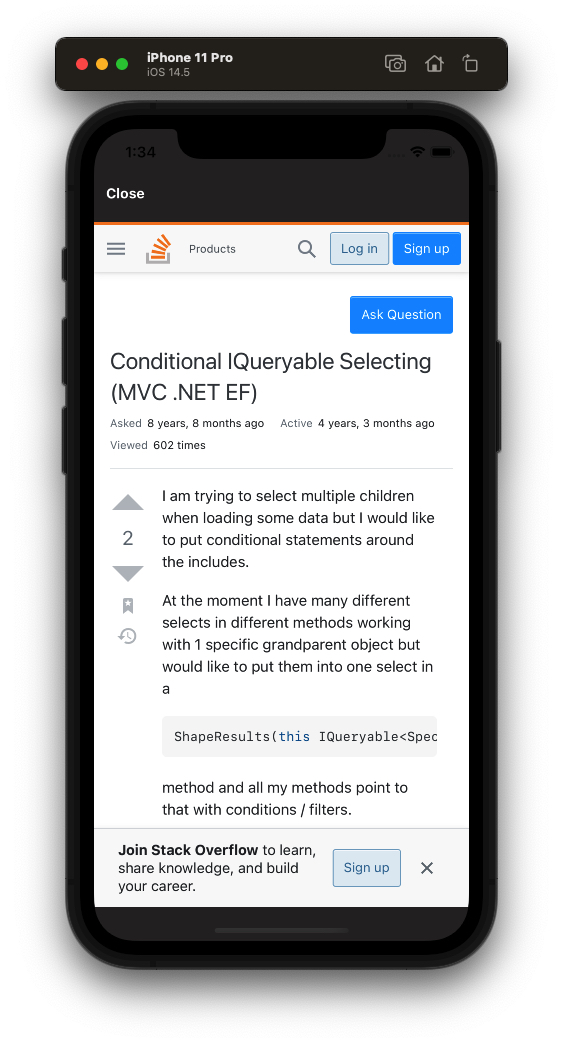 iPhone 11 Pro
iOS 14.5
1:34
Close
Products
Log in
Sign up
Ask Question
Conditional IQueryable Selecting
(MVC .NET EF)
Asked 8 years, 8 months ago Active 4 years, 3 months ago
Viewed 602 times
I am trying to select multiple children
when loading some data but I would like
to put conditional statements around
the includes.
2
At the moment I have many different
selects in different methods working
with 1 specific grandparent object but
would like to put them into one select in
a
ShapeResults(this IQueryable<Spec
method and all my methods point to
that with conditions / filters.
Join Stack Overflow to learn,
share knowledge, and build
your career.
Sign up